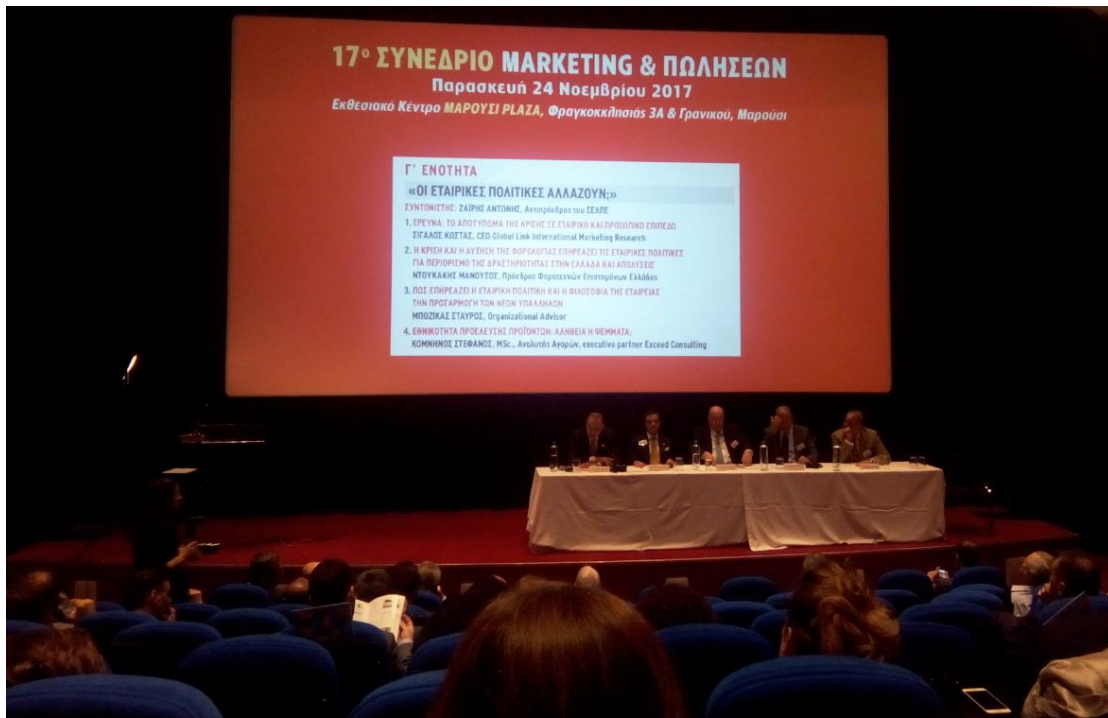 17ο ΣΥΝΕΔΡΙΟ MARKETING & ΠΩΛΗΣΕΩΝ
Παρασκευή 24 Νοεμβρίου 2017
Εκθεσιακό Κέντρο ΜΑΡΟΥΣΙ PLAZA, Φραγκοκκλησιάς 3Α & Γρανικού, Μαρούσι
Γ' ΕΝΟΤΗΤΑ
«ΟΙ ΕΤΑΙΡΙΚΕΣ ΠΟΛΙΤΙΚΕΣ ΑΛΛΑΖΟΥΝ;»
ΣΥΝΤΟΝΙΣΤΗΣ: ΖΑΪΡΗΣ ΑΝΤΩΝΗΣ, Αντιπρόεδρος του ΣΕΛΠΕ
1. ΕΡΕΥΝΑ: ΤΟ ΑΠΟΤΥΠΩΜΑ ΤΗΣ ΚΡΙΣΗΣ ΣΕ ΕΤΑΙΡΙΚΟ ΚΑΙ ΠΡΟΣΩΠΙΚΟ ΕΠΙΠΕΔΟ
ΣΙΓΑΛΟΣ ΚΩΣΤΑΣ, CEO Global Link International Marketing Research
2. Η ΚΡΙΣΗ ΚΑΙ Η ΑΥΞΗΣΗ ΤΗΣ ΦΟΡΟΛΟΓΙΑΣ ΕΠΗΡΕΑΖΕΙ ΤΙΣ ΕΤΑΙΡΙΚΕΣ ΠΟΛΙΤΙΚΕΣ
ΓΙΑ ΠΕΡΙΟΡΙΣΜΟ ΤΗΣ ΔΡΑΣΤΗΡΙΟΤΗΤΑΣ ΣΤΗΝ ΕΛΛΑΔΑ ΚΑΙ ΑΠΟΛΥΣΕΙΣ
ΝΤΟΥΚΑΚΗΣ ΜΑΝΟΥΣΟΣ, Πρόεδρος Φοροτεχνών Επιστημόνων Ελλάδος
3. ΠΩΣ ΕΠΗΡΕΑΖΕΙ Η ΕΤΑΙΡΙΚΗ ΠΟΛΙΤΙΚΗ ΚΑΙ Η ΦΙΛΟΣΟΦΙΑ ΤΗΣ ΕΤΑΙΡΕΙΑΣ
ΤΗΝ ΠΡΟΣΑΡΜΟΓΗ ΤΩΝ ΝΕΩΝ ΥΠΑΛΛΗΛΩΝ
ΜΠΟΖΙΚΑΣ ΣΤΑΥΡΟΣ, Organizational Advisor
4. ΕΘΝΙΚΟΤΗΤΑ ΠΡΟΕΛΕΥΣΗΣ ΠΡΟΪΟΝΤΩΝ: ΑΛΗΘΕΙΑ Ή ΨΕΜΜΑΤΑ;
ΚΟΜΝΗΝΟΣ ΣΤΕΦΑΝΟΣ, MSc., Αναλυτής Αγορών, executive partner Exceed Consulting